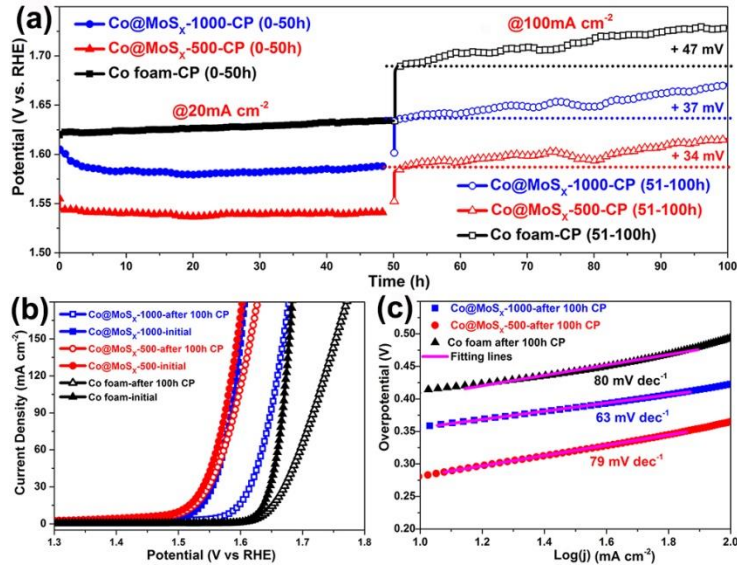 (a)
Co@MoSX-1000-CP (0-50h)
Co@MoSX-500-CP (0-50h)
Co foam-CP (0-50h)
@100mA cm-2
@20mA cm-2
+ 47 mV
+ 37 mV
+ 34 mV
Co@MoSX-1000-CP (51-100h)
Co@MoSX-500-CP (51-100h)
Co foam-CP (51-100h)
Potential (V vs. RHE)
1.75
1.70
1.65
1.60
1.55
1.50
0 10 20 30 40 50 60 70 80 90 100
Time (h)
(b)
Co@MoSX-1000-after 100h CP
Co@MoSX-1000-initial
Co@MoSX-500-after 100h CP
Co@MoSX-500-initial
Co foam-after 100h CP
Co foam-initial
Current Density (mA cm-2)
180
150
120
90
60
30
0
1.3 1.4 1.5 1.6 1.7 1.8
Potential (V vs RHE)
(c)
Co@MoSX-1000-after 100h CP
Co@MoSX-500-after 100h CP
Co foam after 100h CP
Fitting lines
80 mV dec-1
63 mV dec-1
79 mV dec-1
Overpotential (V)
0.50
0.45
0.40
0.35
0.30
0.25
0.20
1.0 1.2 1.4 1.6 1.8 2.0
Log(j) (mA cm-2)